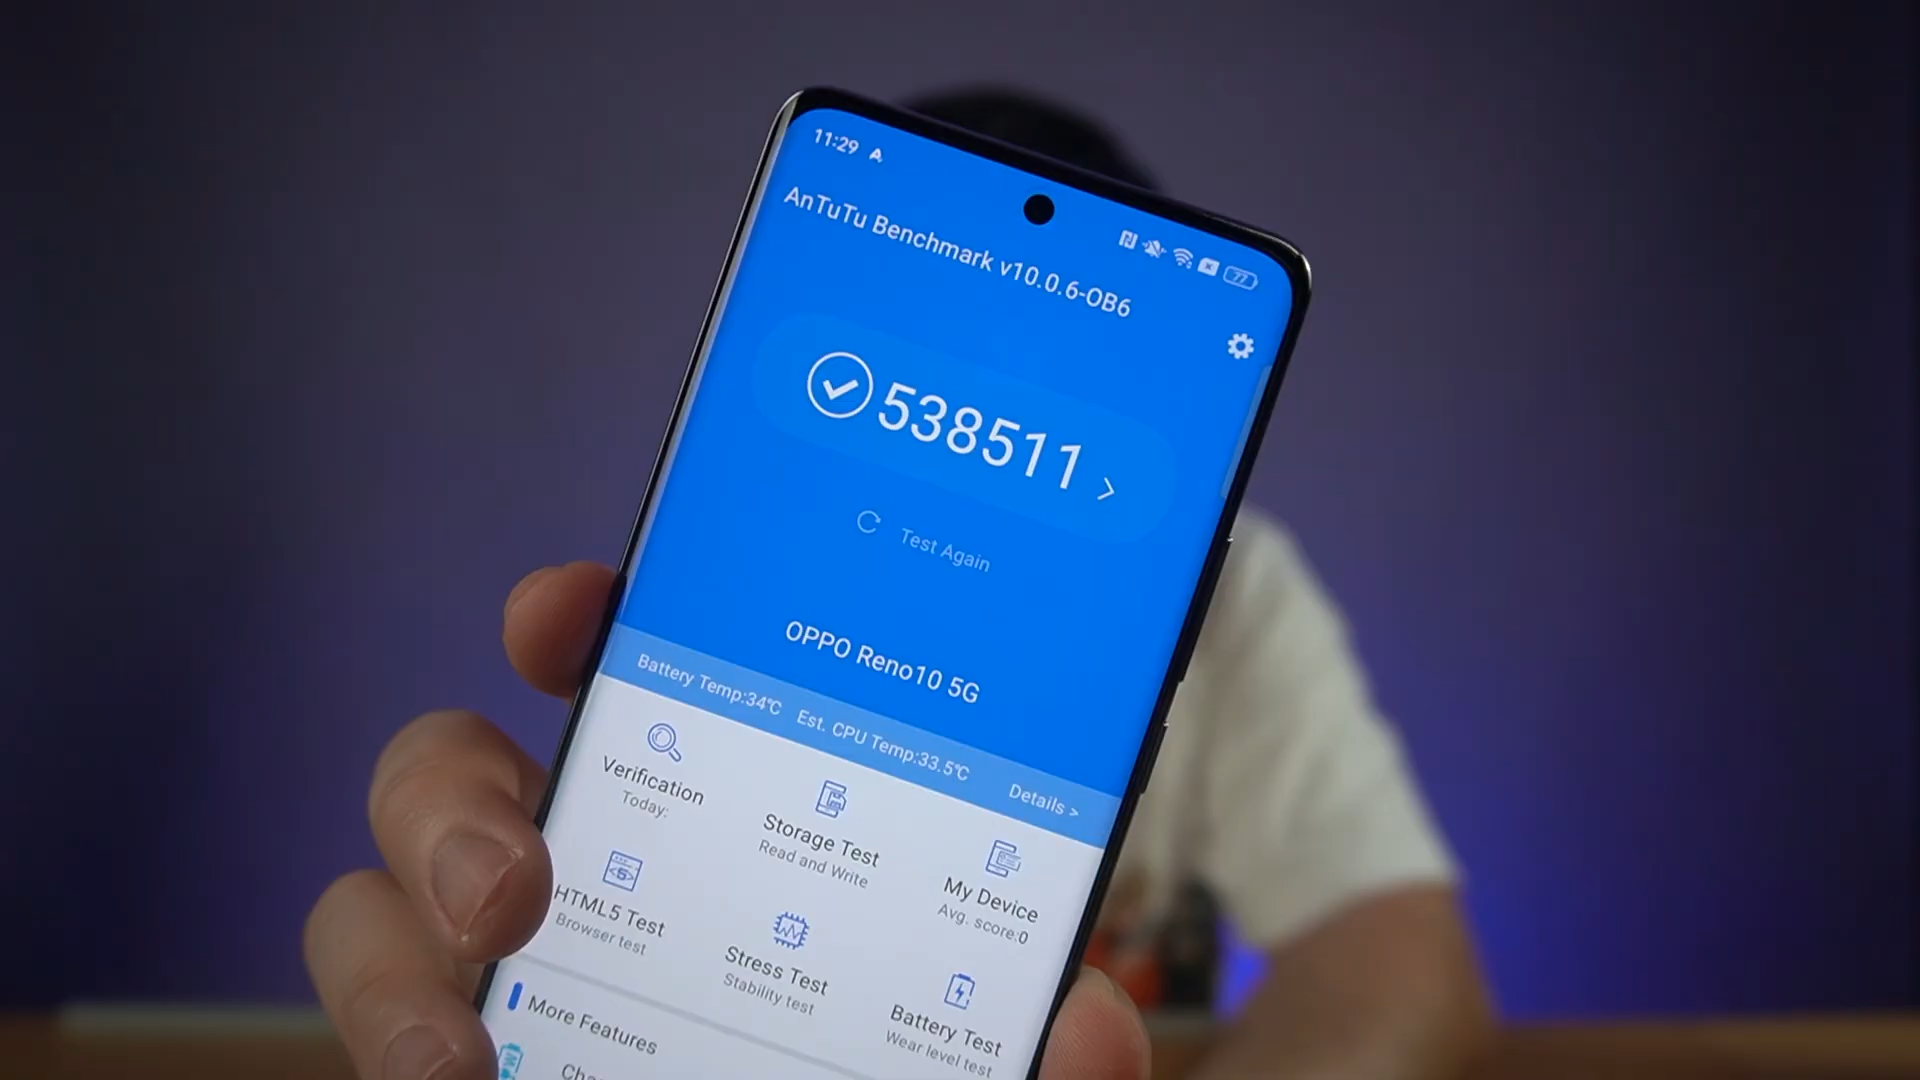 11:29
77
AnTuTu Benchmark v10.0.6-OB6
538511 >
Test Again
OPPO Reno10 5G
Battery Temp:34℃ Est. CPU Temp:33.5℃ Details >
Verification
Today:
Storage Test
Read and Write
My Device
Avg. score:0
HTML5 Test
Browser test
Stress Test
Stability test
Battery Test
Wear level test
More Features